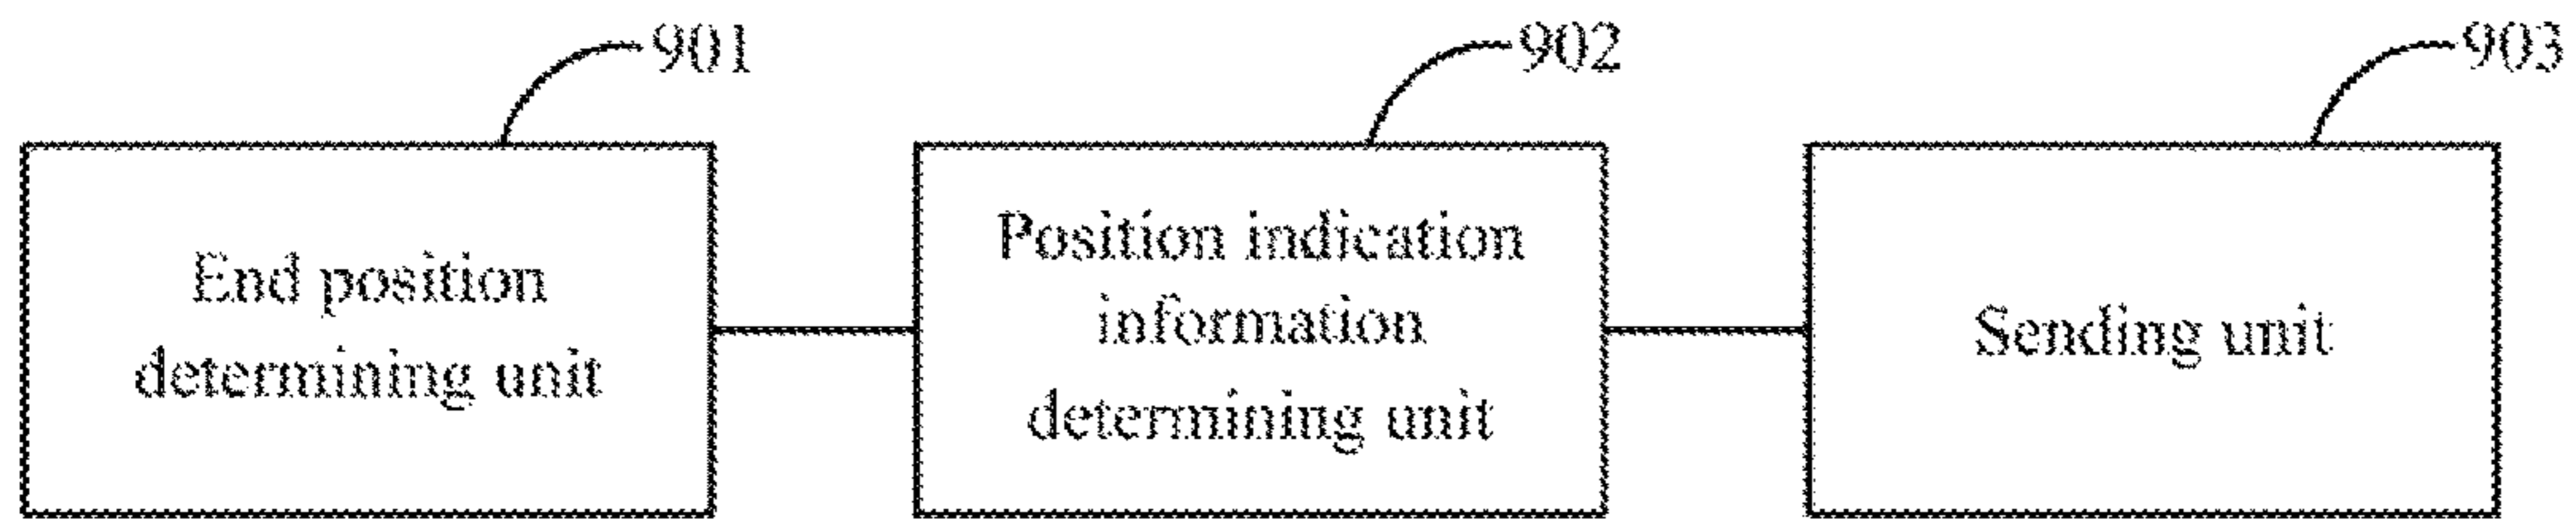 901
902
903
End position
determining unit
Position indication
information
determining unit
Sending unit